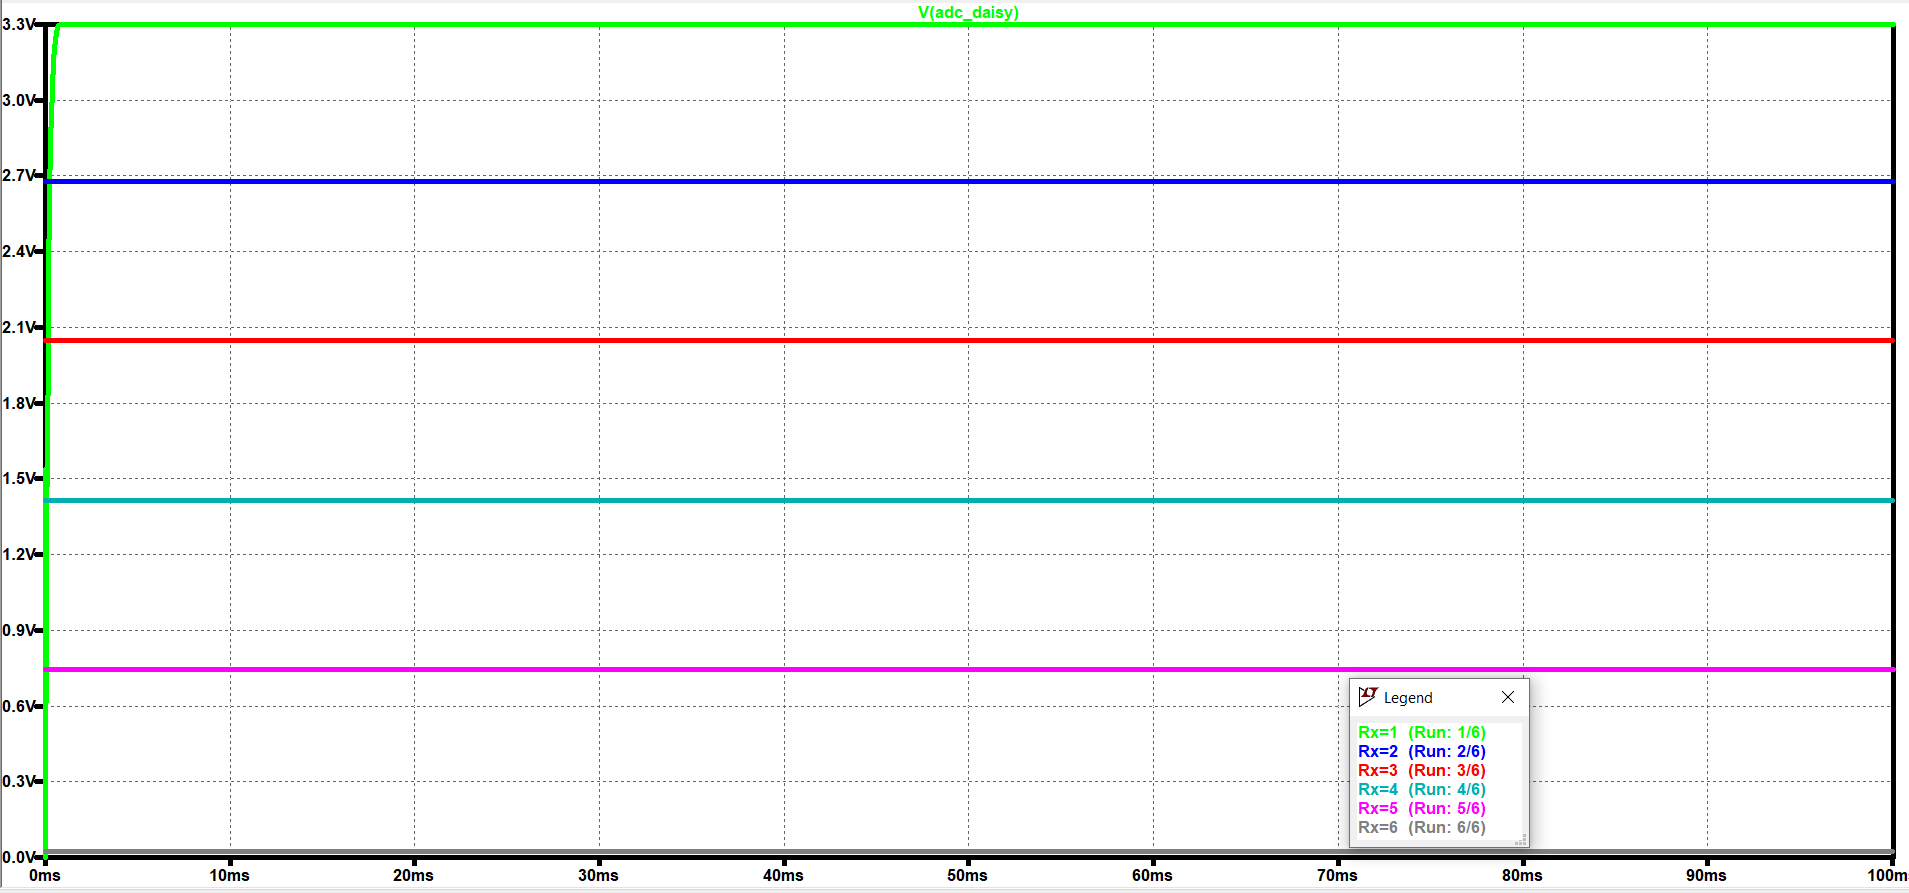 V(adc_daisy)
3.3V
3.0V
2.7V
2.4V
2.1V
1.8V
1.5V
1.2V
0.9V
0.6V
0.3V
0.0V
Legend
Rx=1 (Run: 1/6)
Rx=2 (Run: 2/6)
Rx=3 (Run: 3/6)
Rx=4 (Run: 4/6)
Rx=5 (Run: 5/6)
Rx=6 (Run: 6/6)
0ms 10ms 20ms 30ms 40ms 50ms 60ms 70ms 80ms 90ms 100m